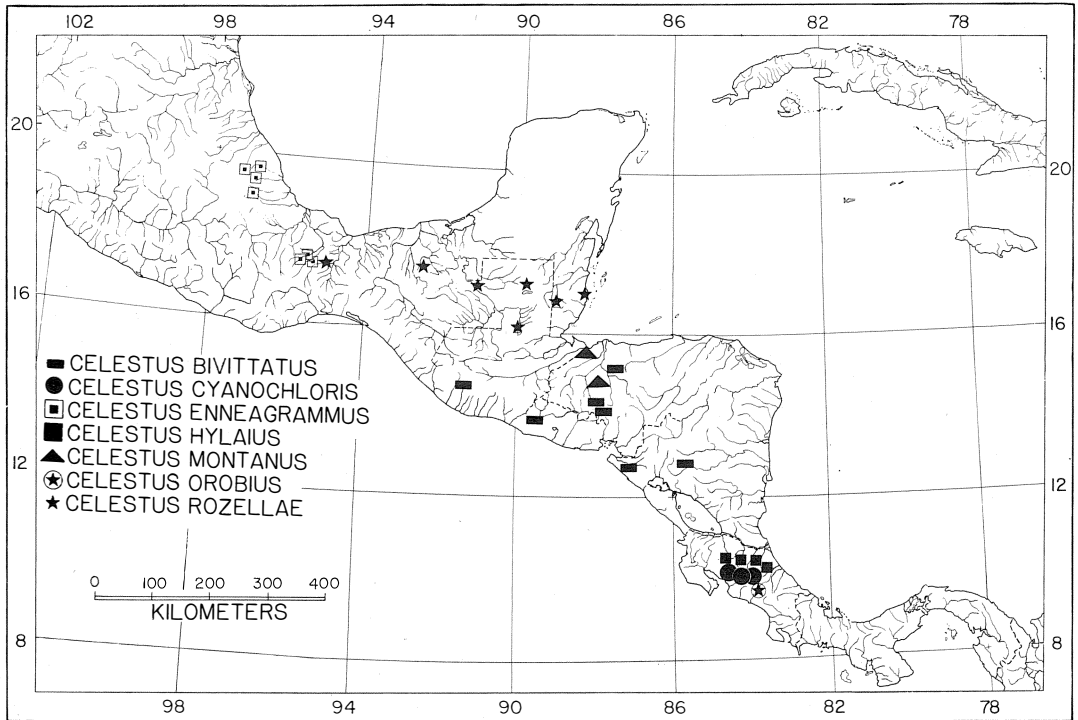 102 98 94 90 86 82 78
20
20
16
16
CELESTUS BIVITTATUS
CELESTUS CYANOCHLORIS
CELESTUS ENNEAGRAMMUS
CELESTUS HYLAIUS
CELESTUS MONTANUS
CELESTUS OROBIUS
CELESTUS ROZELLAE
12
12
0 100 200 300 400
KILOMETERS
8
8
98 94 90 86 82 78